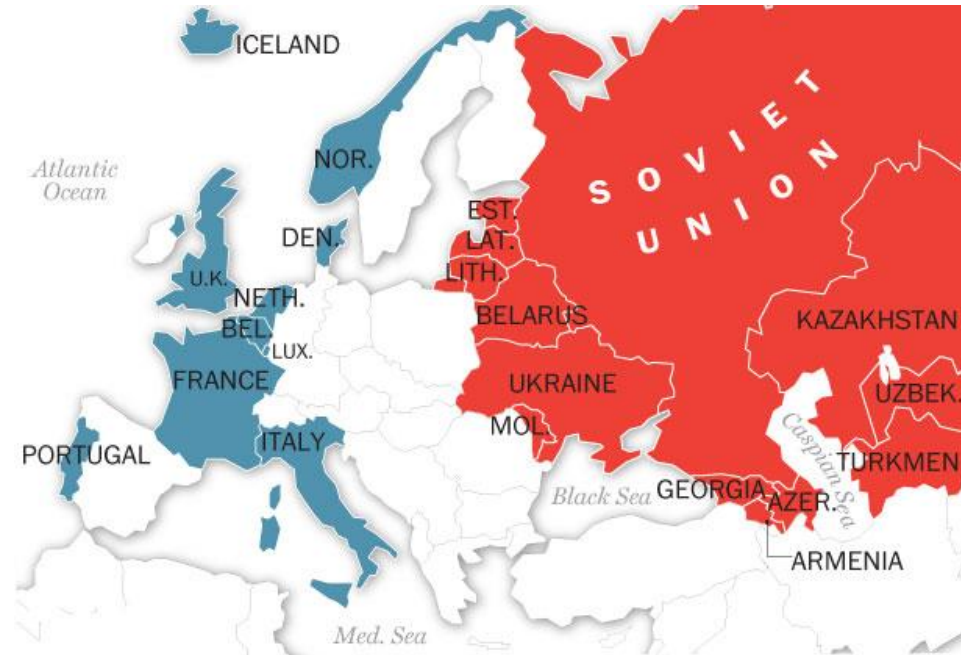 ICELAND
Atlantic
Ocean
NOR.
SOVIET
UNION
EST.
DEN.
LAT.
LITH.
U.K.
NETH.
BELARUS
BEL.
KAZAKHSTAN
LUX.
FRANCE
UKRAINE
UZBEK.
MOL.
ITALY
PORTUGAL
Caspian Sea
TURKMEN
Black Sea
GEORGIA
AZER.
ARMENIA
Med. Sea